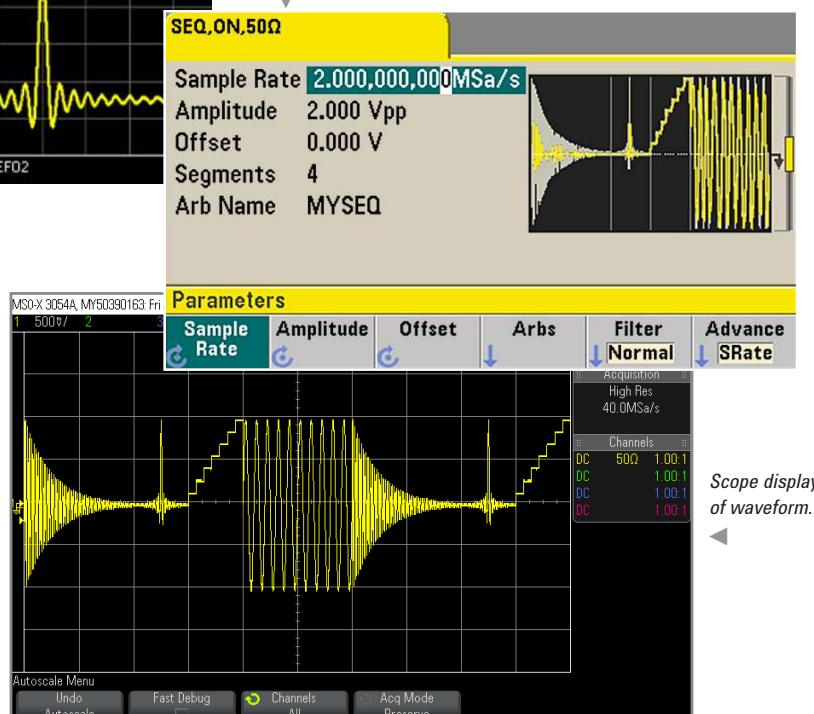 SEQ,ON,50Ω
Sample Rate 2.000,000,000MSa/s
Amplitude 2.000 Vpp
Offset 0.000 V
Segments 4
Arb Name MYSEQ
EF02
Parameters
Sample Rate
Amplitude
Offset
Arbs
Filter Normal
Advance SRate
MSO-X 3054A, MY50390163: Fri
1 500⩒/ 2 3
Acquisition
High Res
40.0MSa/s
Channels
DC 50Ω 1.00:1
DC 1.00:1
DC 1.00:1
DC 1.00:1
Scope display
of waveform.
Autoscale Menu
Undo
Autoscale
Fast Debug
Channels
All
Acq Mode
Preserve